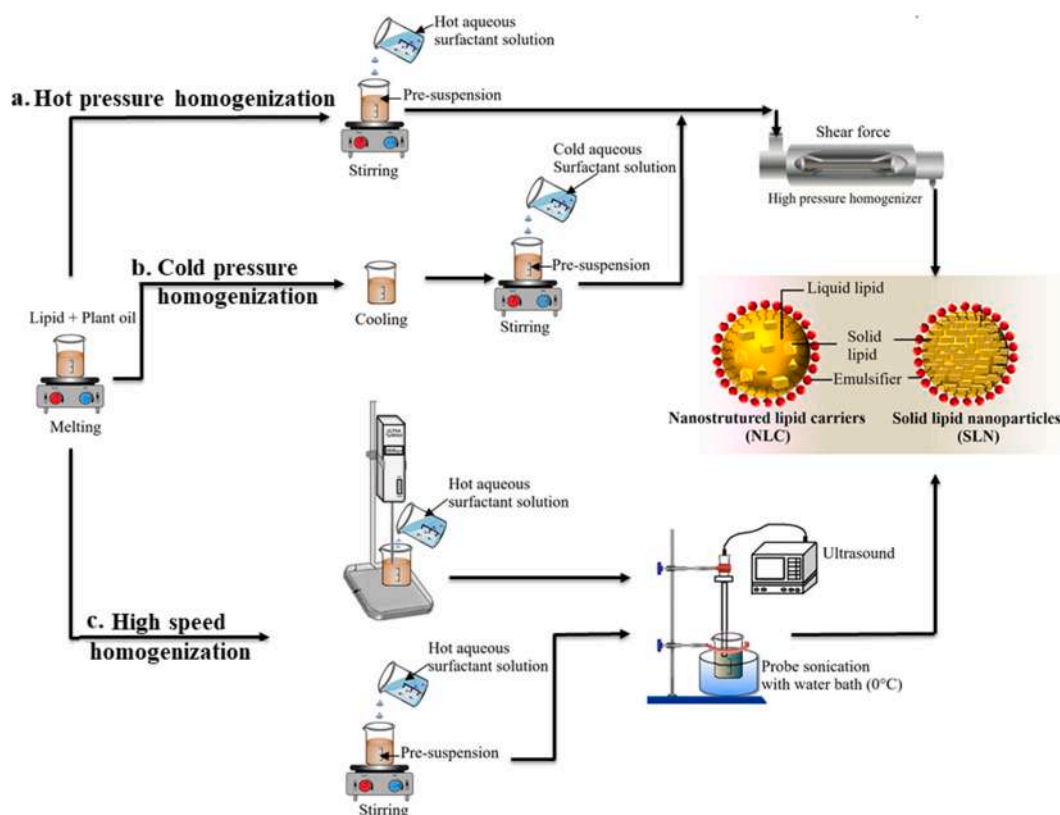 Hot aqueous
surfactant solution
a. Hot pressure homogenization
Pre-suspension
Stirring
Shear force
High pressure homogenizer
Cold aqueous
Surfactant solution
b. Cold pressure
homogenization
Pre-suspension
Cooling
Stirring
Lipid + Plant oil
Melting
Liquid lipid
Solid
lipid
Emulsifier
Nanostrutured lipid carriers
(NLC)
Solid lipid nanoparticles
(SLN)
Hot aqueous
surfactant solution
c. High speed
homogenization
Ultrasound
Probe sonication
with water bath (0°C)
Hot aqueous
surfactant solution
Pre-suspension
Stirring